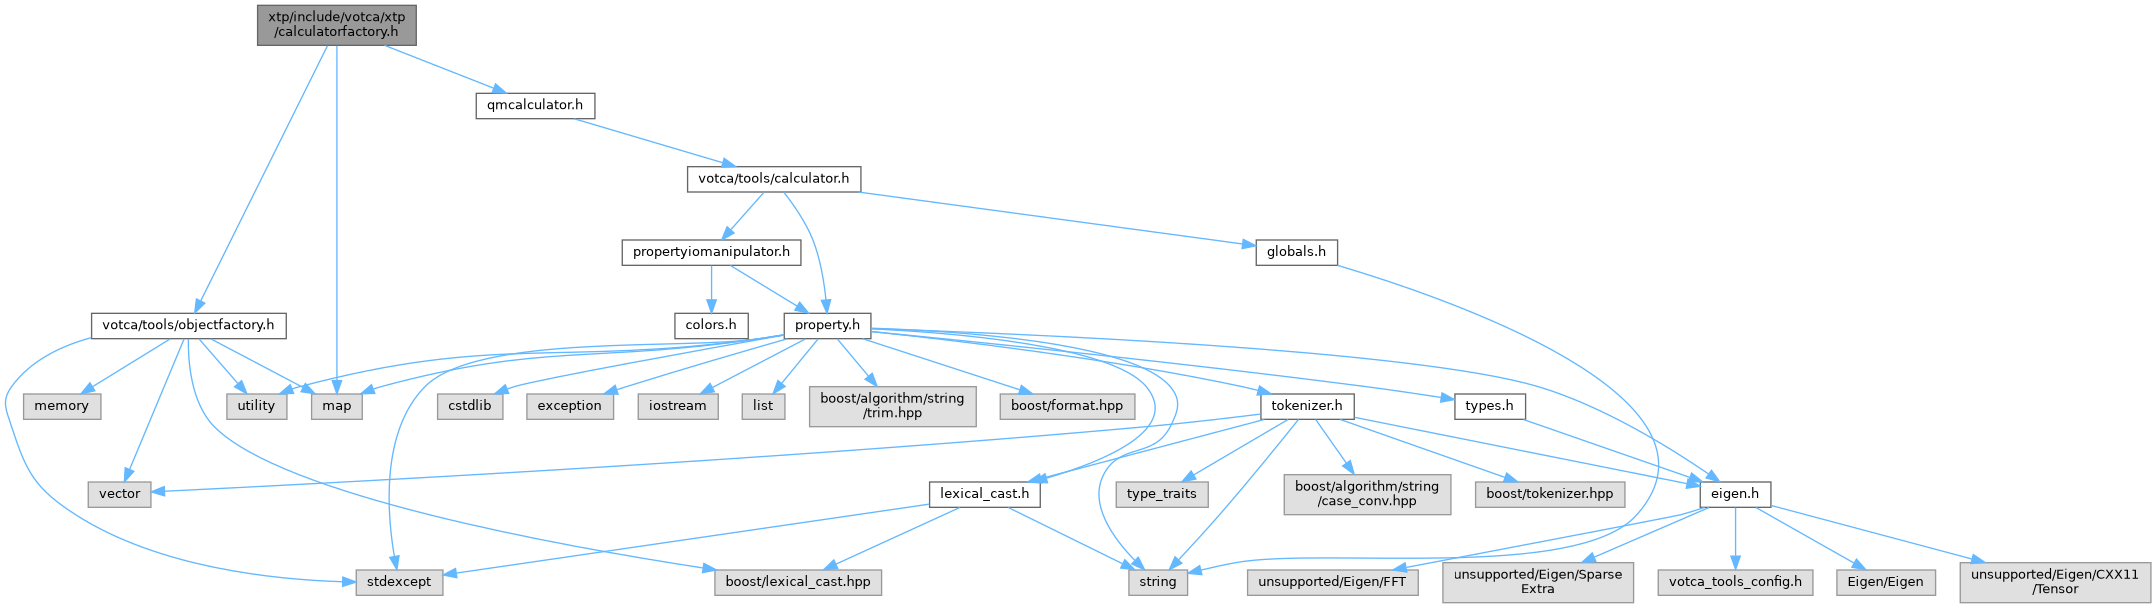 xtp/include/votca/xtp
/calculatorfactory.h
qmcalculator.h
votca/tools/calculator.h
propertyiomanipulator.h
globals.h
votca/tools/objectfactory.h
colors.h
property.h
memory
utility
map
cstdlib
exception
iostream
list
boost/algorithm/string
/trim.hpp
boost/format.hpp
tokenizer.h
types.h
vector
lexical_cast.h
type_traits
boost/algorithm/string
/case_conv.hpp
boost/tokenizer.hpp
eigen.h
stdexcept
boost/lexical_cast.hpp
string
unsupported/Eigen/FFT
unsupported/Eigen/Sparse
Extra
votca_tools_config.h
Eigen/Eigen
unsupported/Eigen/CXX11
/Tensor